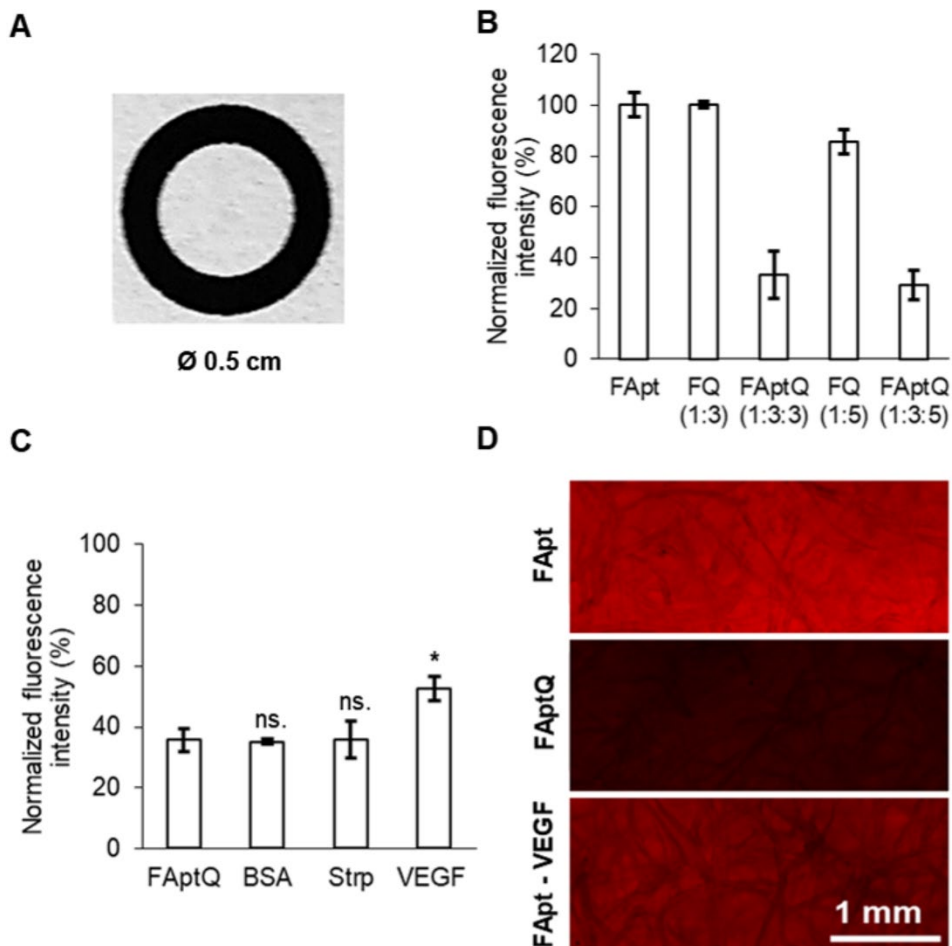 A
Ø 0.5 cm
B
Normalized fluorescence
intensity (%)
120
100
80
60
40
20
0
FApt FQ FAptQ FQ FAptQ
(1:3) (1:3:3) (1:5) (1:3:5)
C
Normalized fluorescence
intensity (%)
100
80
60
40
20
0
ns. ns. *
FAptQ BSA Strp VEGF
D
FApt
FAptQ
FApt - VEGF
1 mm